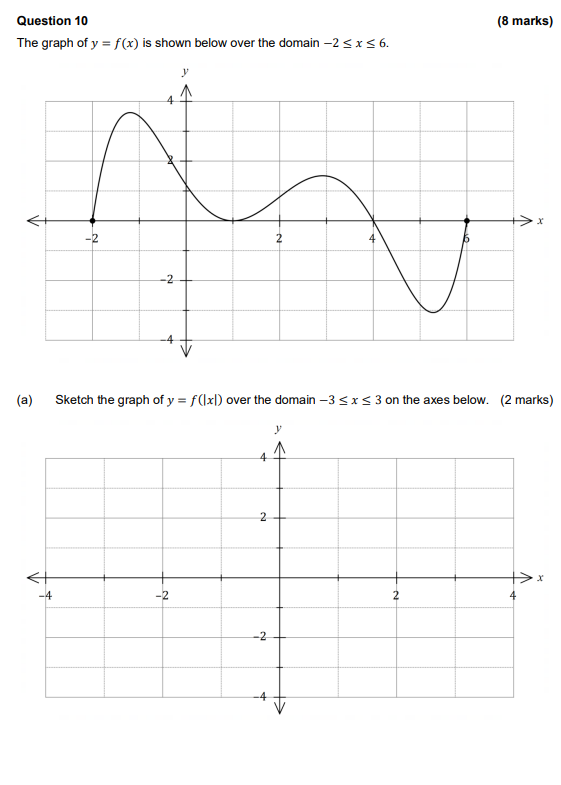 Question 10 (8 marks)
The graph of y = f(x) is shown below over the domain −2 ≤ x ≤ 6.
y
4
2
x
−2 2 4 6
−2
−4
(a) Sketch the graph of y = f(|x|) over the domain −3 ≤ x ≤ 3 on the axes below. (2 marks)
y
4
2
x
−4 −2 2 4
−2
−4